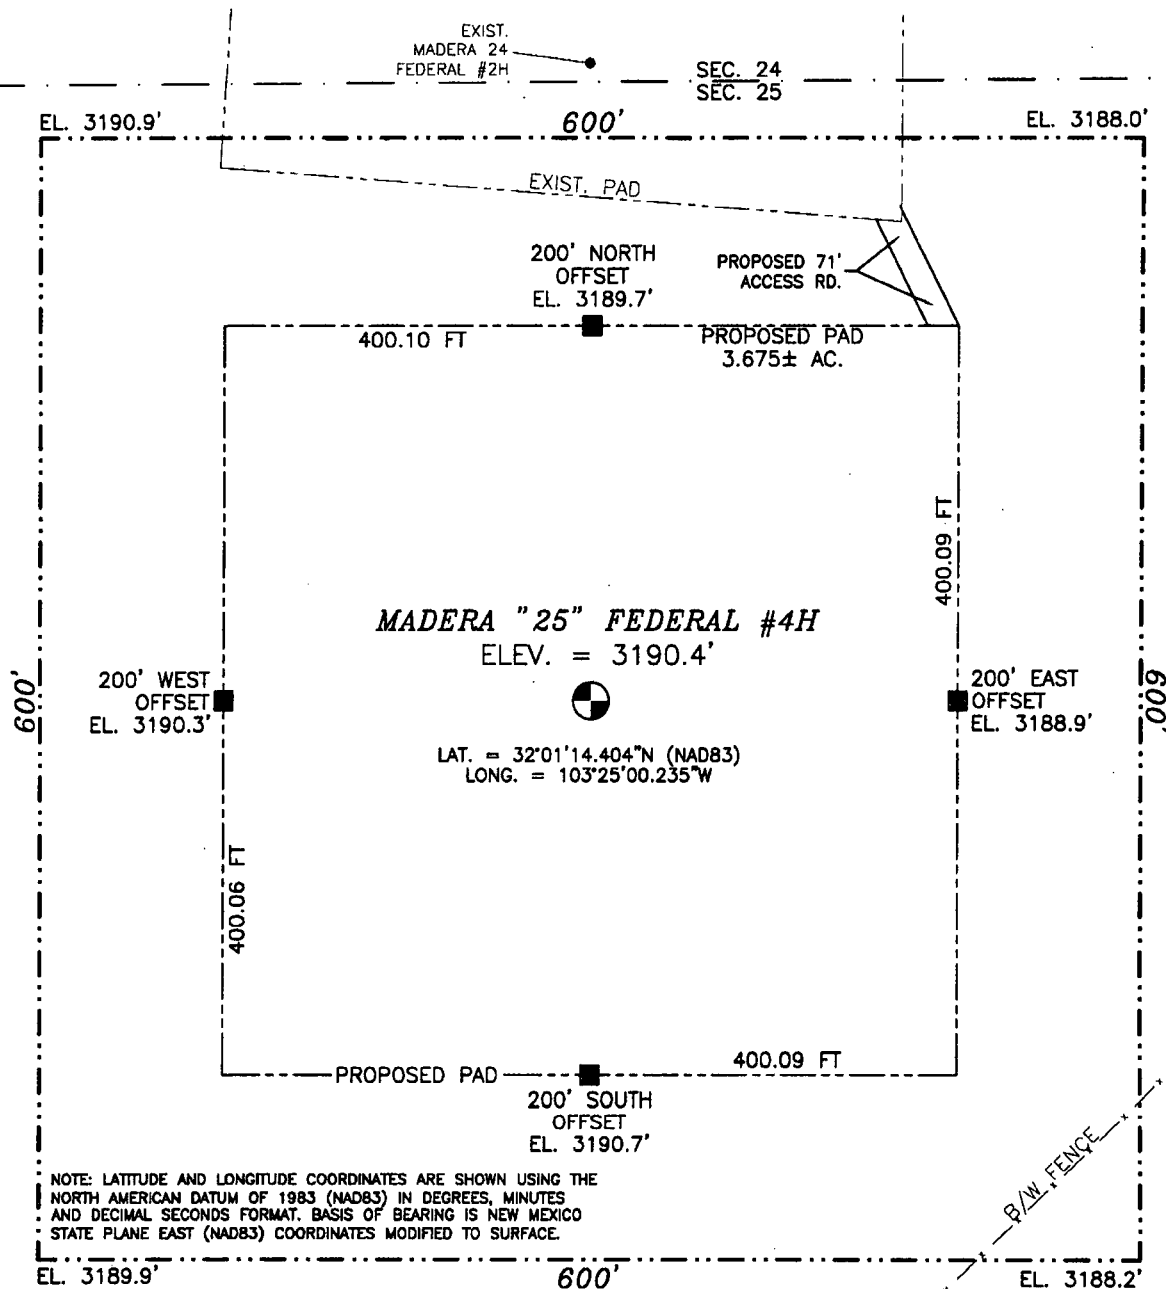 EXIST.
MADERA 24
FEDERAL #2H
SEC. 24
SEC. 25
EL. 3190.9'
600'
EL. 3188.0'
EXIST. PAD
200' NORTH
OFFSET
EL. 3189.7'
PROPOSED 71'
ACCESS RD.
400.10 FT
PROPOSED PAD
3.675± AC.
400.09 FT
MADERA "25" FEDERAL #4H
ELEV. = 3190.4'
600'
200' WEST
OFFSET
EL. 3190.3'
200' EAST
OFFSET
EL. 3188.9'
600'
LAT. = 32°01'14.404"N (NAD83)
LONG. = 103°25'00.235"W
400.06 FT
PROPOSED PAD
400.09 FT
200' SOUTH
OFFSET
EL. 3190.7'
B/W FENCE
NOTE: LATITUDE AND LONGITUDE COORDINATES ARE SHOWN USING THE
NORTH AMERICAN DATUM OF 1983 (NAD83) IN DEGREES, MINUTES
AND DECIMAL SECONDS FORMAT. BASIS OF BEARING IS NEW MEXICO
STATE PLANE EAST (NAD83) COORDINATES MODIFIED TO SURFACE.
EL. 3189.9'
600'
EL. 3188.2'